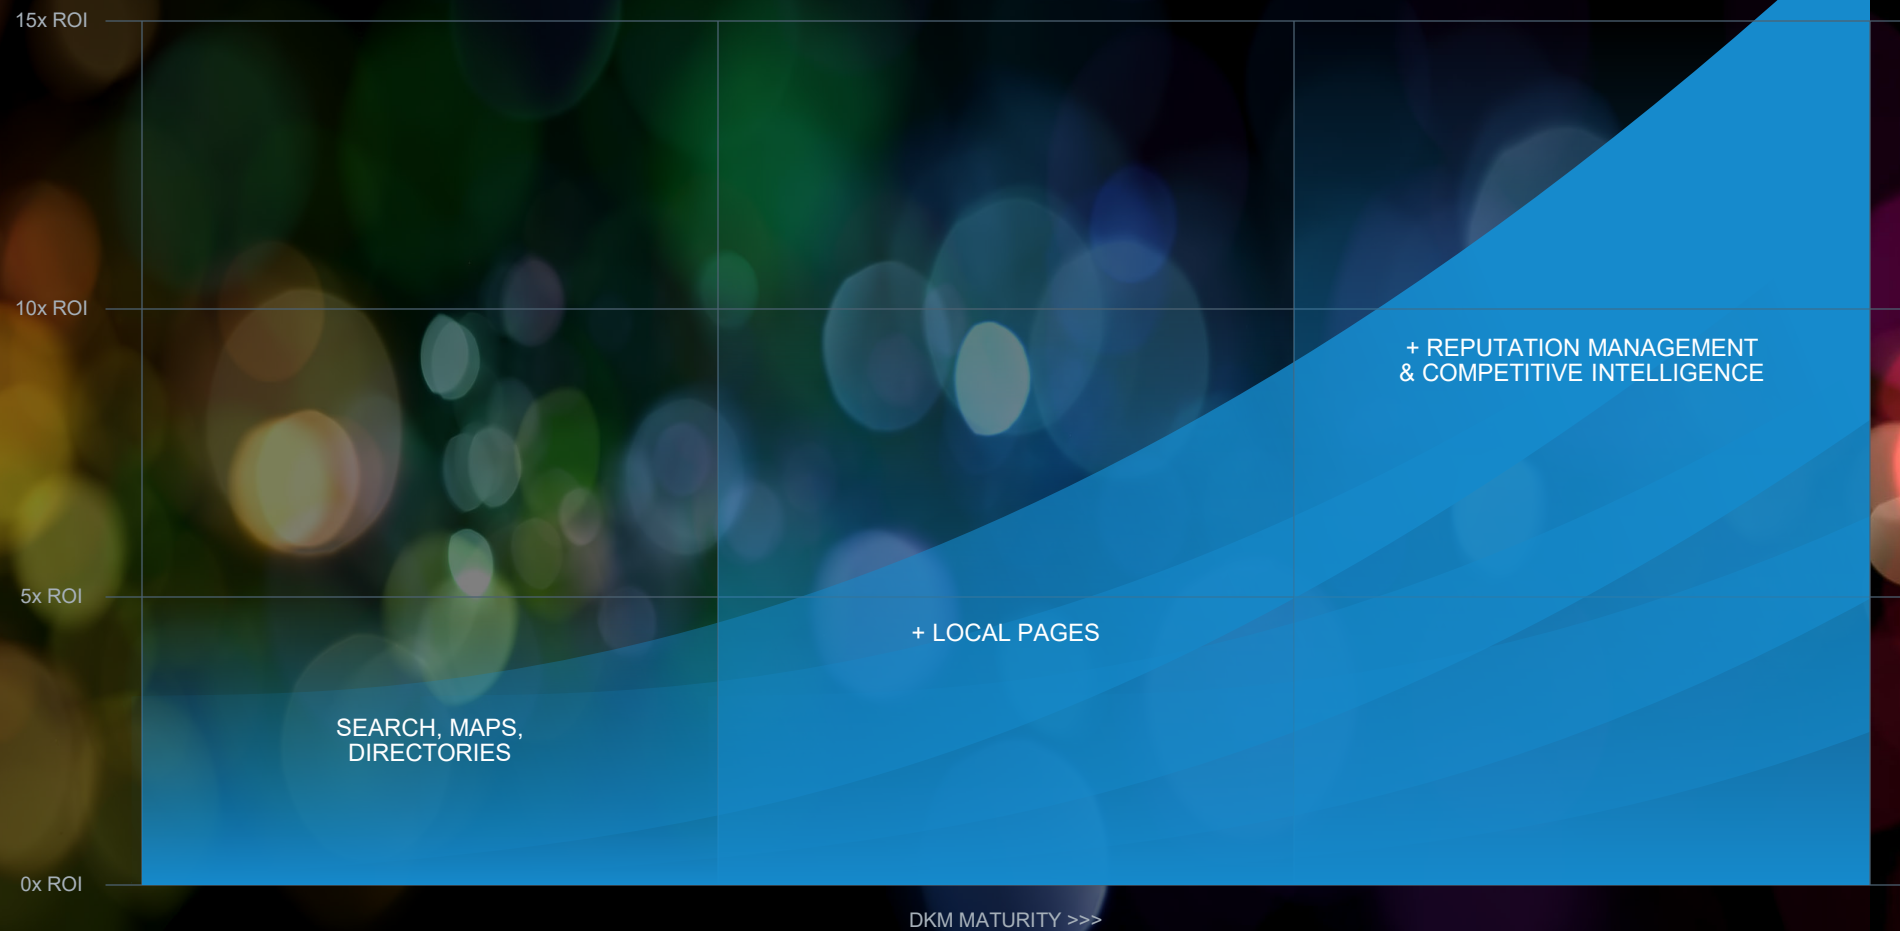 15x ROI
10x ROI
+ REPUTATION MANAGEMENT
& COMPETITIVE INTELLIGENCE
5x ROI
+ LOCAL PAGES
SEARCH, MAPS,
DIRECTORIES
0x ROI
DKM MATURITY >>>